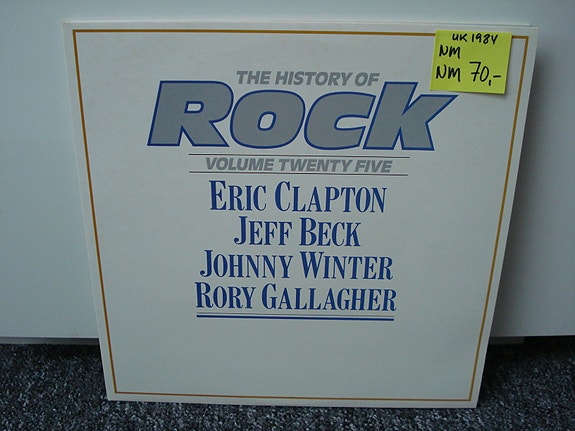 UK 1984
NM
NM 70,-
THE HISTORY OF
ROCK
VOLUME TWENTY FIVE
ERIC CLAPTON
JEFF BECK
JOHNNY WINTER
RORY GALLAGHER